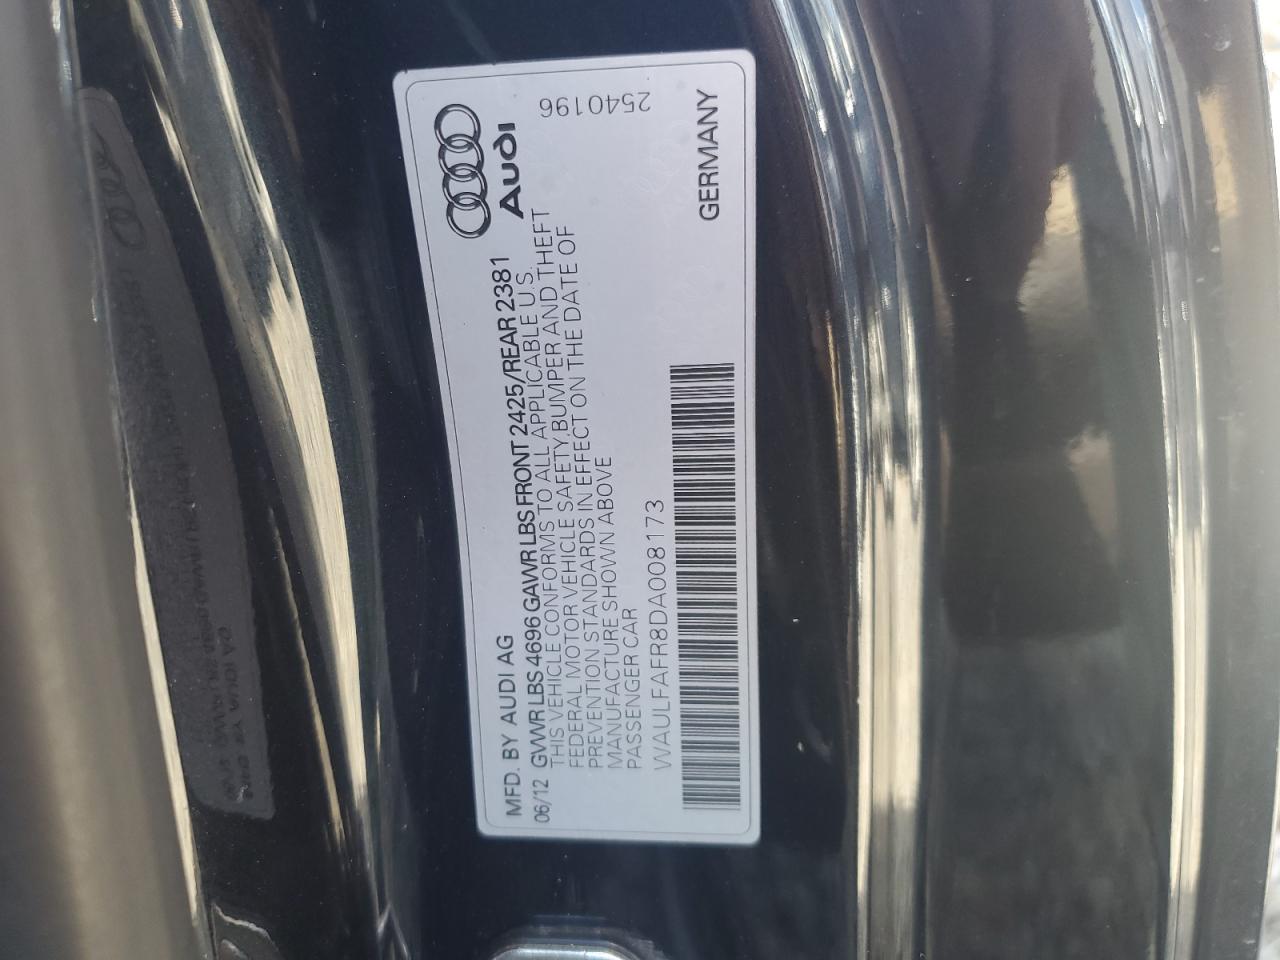 MFD. BY AUDI AG
06/12 GVWR LBS 4696 GAWR LBS FRONT 2425/REAR 2381
THIS VEHICLE CONFORMS TO ALL APPLICABLE U.S.
FEDERAL MOTOR VEHICLE SAFETY,BUMPER AND THEFT
PREVENTION STANDARDS IN EFFECT ON THE DATE OF
MANUFACTURE SHOWN ABOVE
PASSENGER CAR
WAULFAFR8DA008173
Audi
2540196
GERMANY